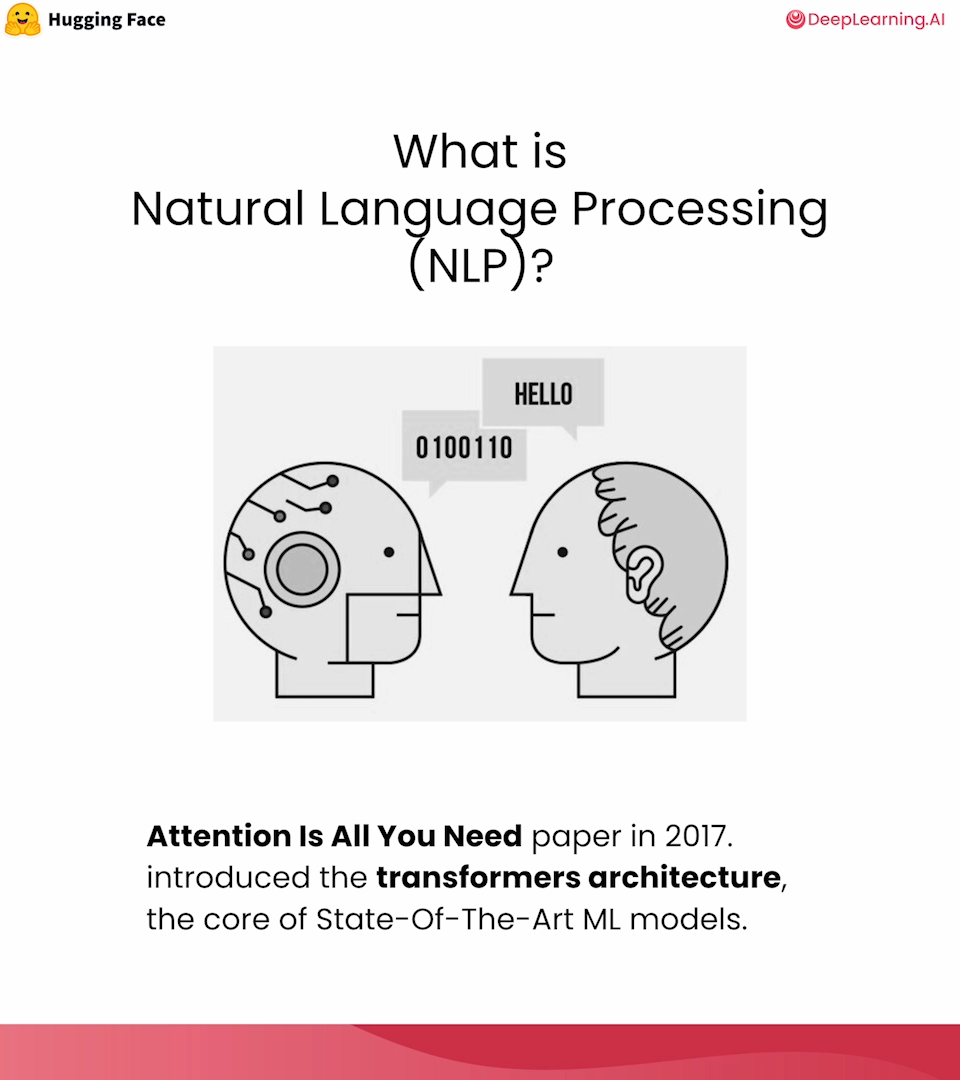 Hugging Face
DeepLearning.AI
What is
Natural Language Processing
(NLP)?
HELLO
0100110
Attention Is All You Need paper in 2017.
introduced the transformers architecture,
the core of State-Of-The-Art ML models.